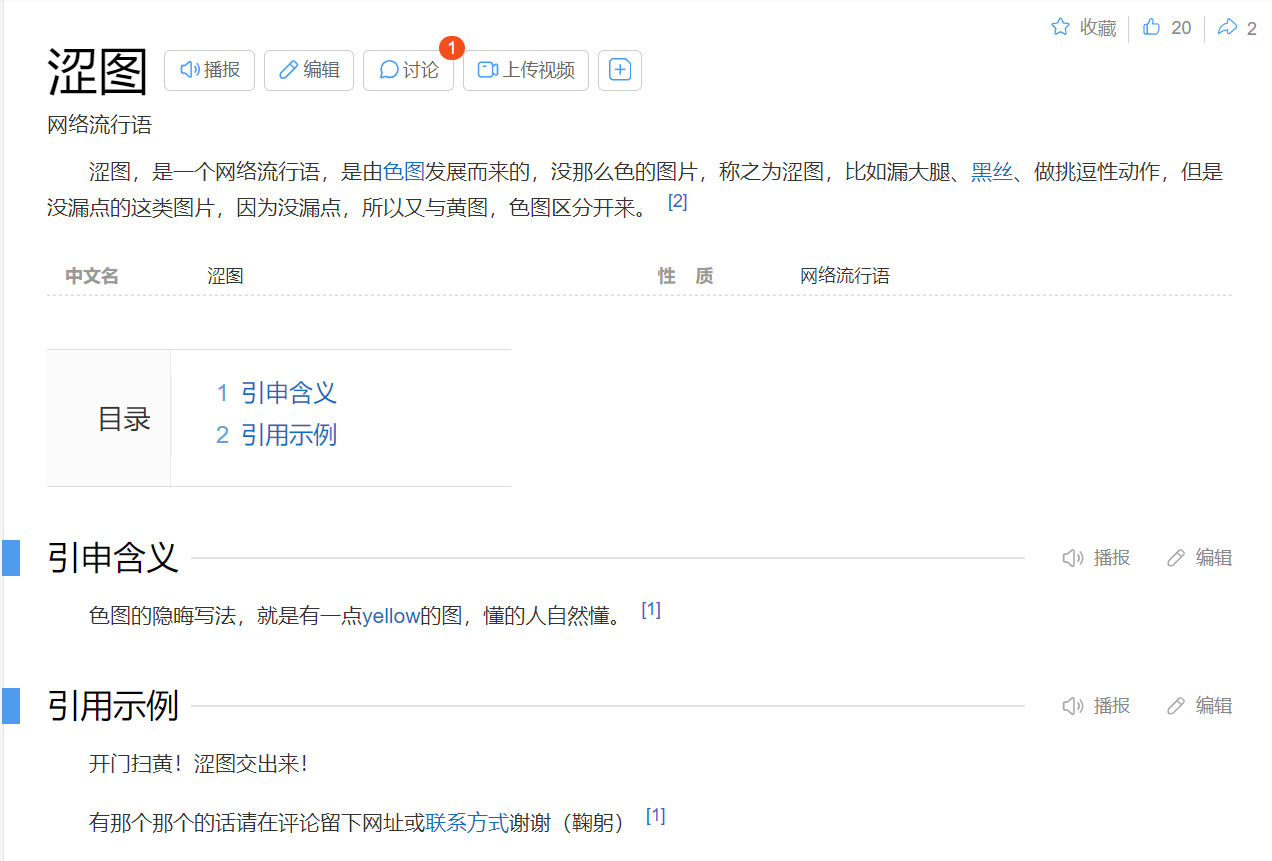 收藏 20 2
涩图 播报 编辑 讨论 1 上传视频
网络流行语
涩图，是一个网络流行语，是由色图发展而来的，没那么色的图片，称之为涩图，比如漏大腿、黑丝、做挑逗性动作，但是
没漏点的这类图片，因为没漏点，所以又与黄图，色图区分开来。 [2]
中文名 涩图 性 质 网络流行语
目录
1 引申含义
2 引用示例
引申含义 播报 编辑
色图的隐晦写法，就是有一点yellow的图，懂的人自然懂。 [1]
引用示例 播报 编辑
开门扫黄！涩图交出来！
有那个那个的话请在评论留下网址或联系方式谢谢（鞠躬） [1]